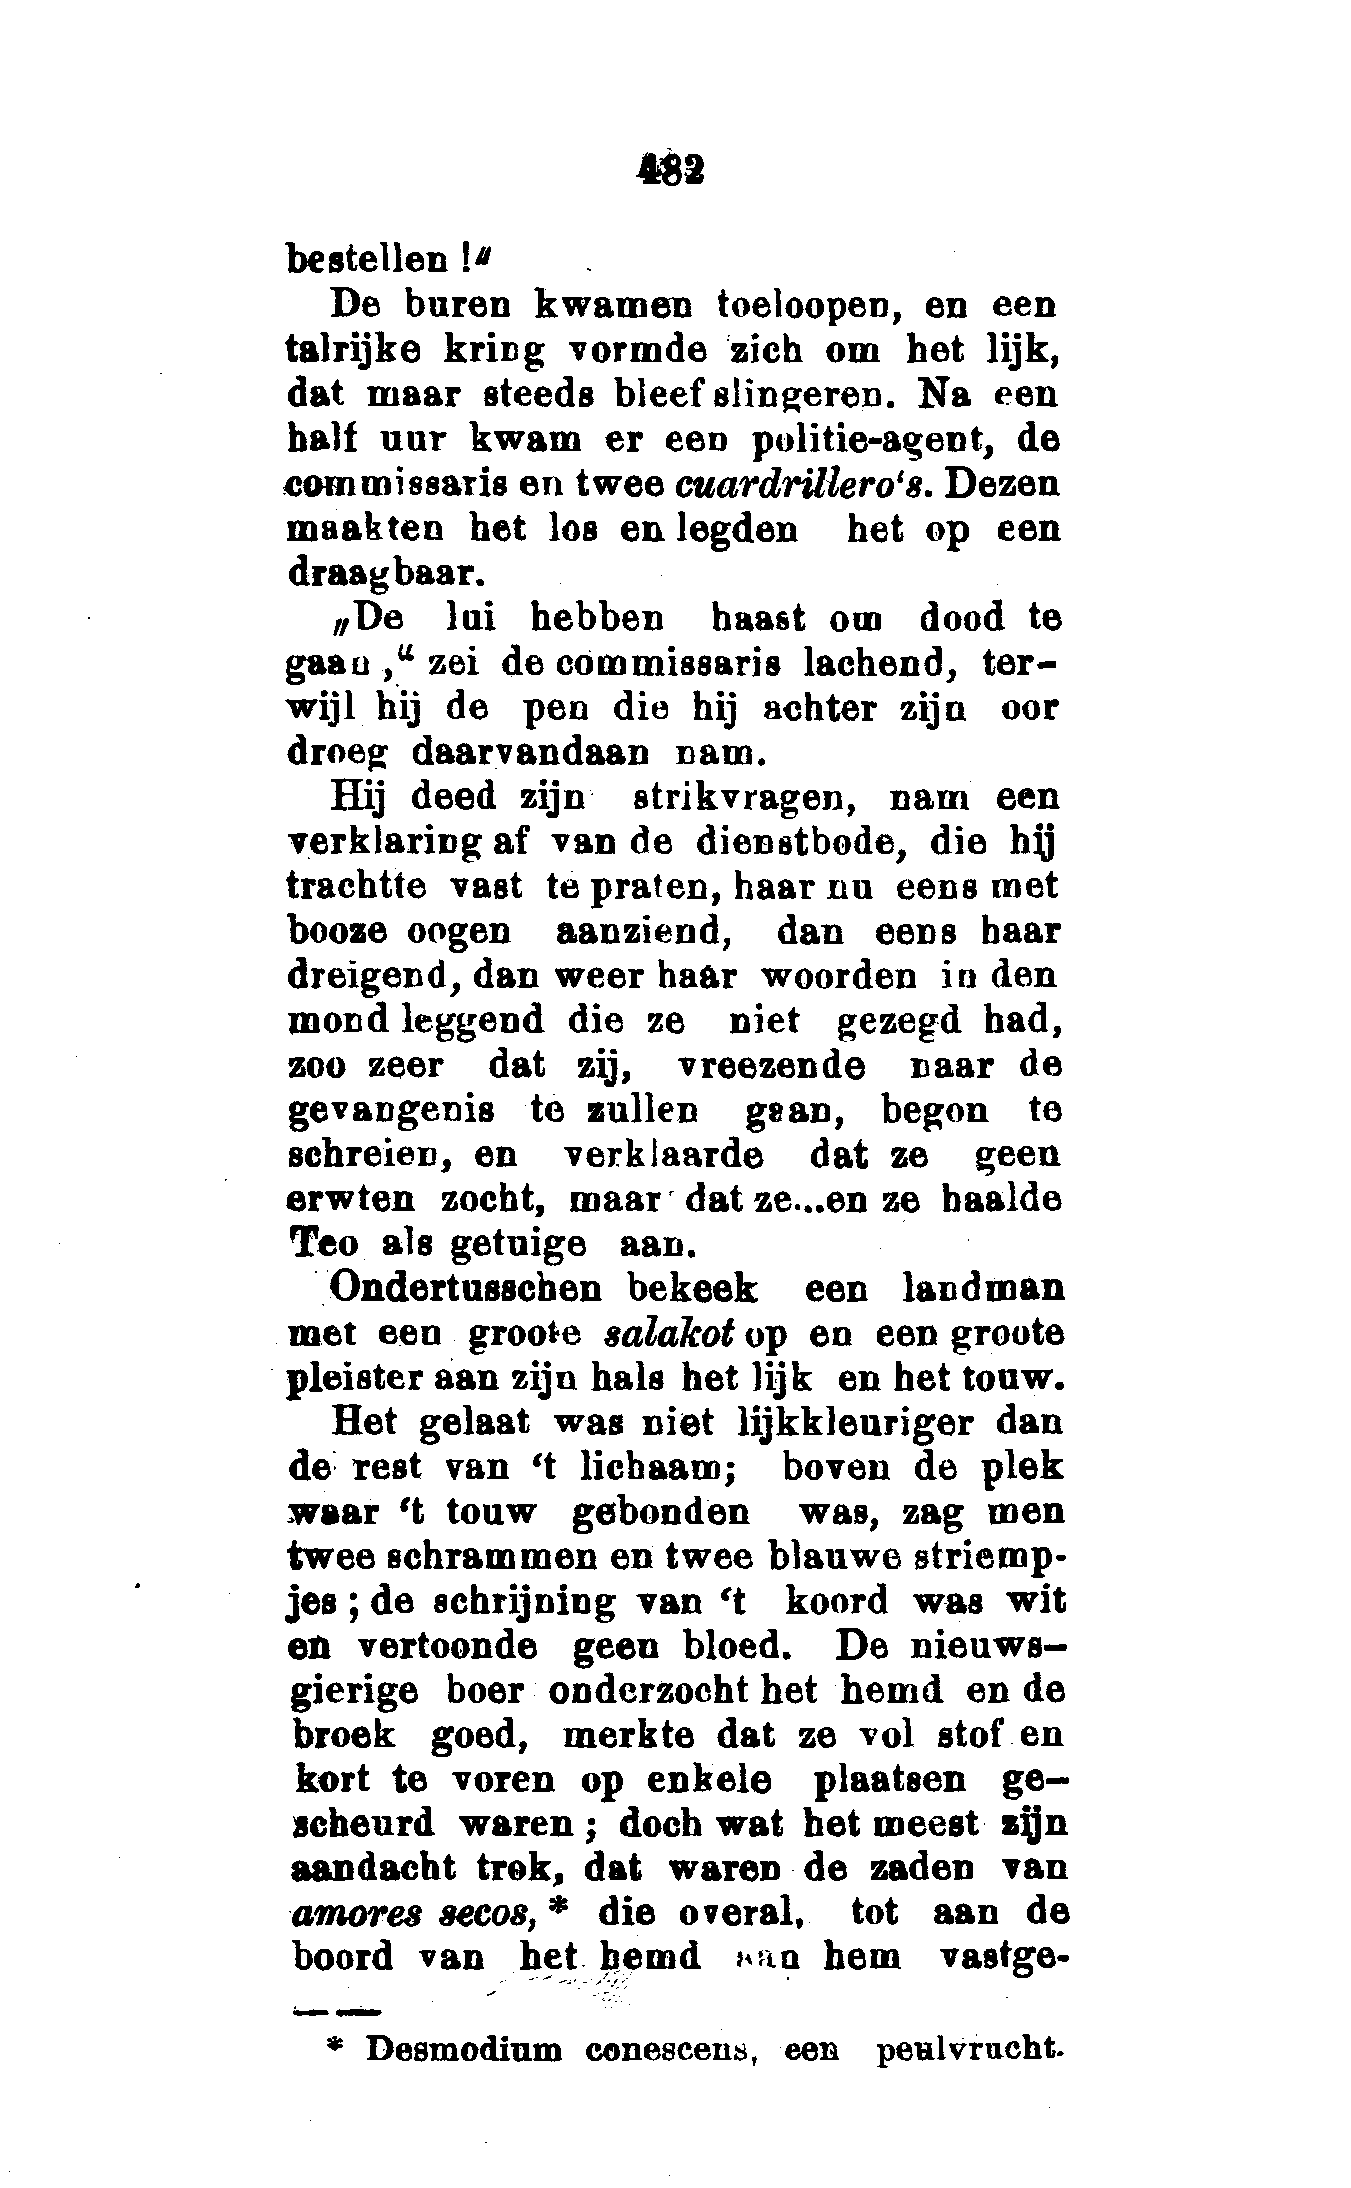 482
bestellen !"
De buren kwamen toeloopen, en een
talrijke kring vormde zich om het lijk,
dat maar steeds bleef slingeren. Na een
half uur kwam er een politie-agent, de
commissaris en twee cuardrillero‘s. Dezen
maakten het los en legden het op een
draagbaar.
„De lui hebben haast om dood te
gaan ,“ zei de commissaris lachend, ter-
wijl hij de pen die hij achter zijn oor
droeg daarvandaan nam.
Hij deed zijn strikvragen, nam een
verklaring af van de dienstbode, die hij
trachtte vast te praten, haar nu eens met
booze oogen aanziend, dan eens haar
dreigend, dan weer haar woorden in den
mond leggend die ze niet gezegd had,
zoo zeer dat zij, vreezende naar de
gevangenis te zullen gaan, begon te
schreien, en verklaarde dat ze geen
erwten zocht, maar dat ze...en ze haalde
Teo als getuige aan.
Ondertusschen bekeek een landman
met een groote salakot op en een groote
pleister aan zijn hals het lijk en het touw.
Het gelaat was niet lijkkleuriger dan
de rest van ‘t lichaam; boven de plek
waar ‘t touw gebonden was, zag men
twee schrammen en twee blauwe striemp-
jes ; de schrijning van ‘t koord was wit
en vertoonde geen bloed. De nieuws-
gierige boer onderzocht het hemd en de
broek goed, merkte dat ze vol stof en
kort te voren op enkele plaatsen ge-
scheurd waren ; doch wat het meest zijn
aandacht trok, dat waren de zaden van
amores secos, * die overal, tot aan de
boord van het hemd aan hem vastge-
* Desmodium conescens, een peulvrucht.